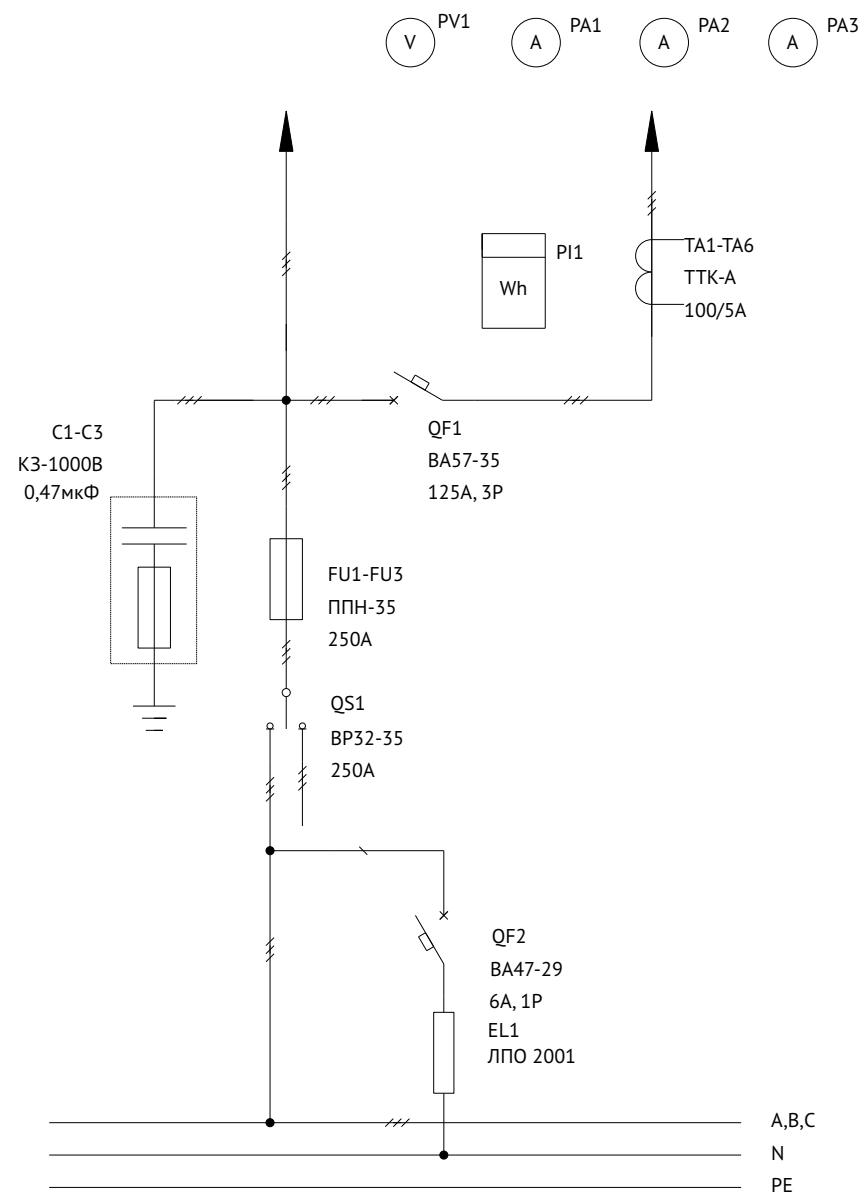 V
PV1
A
PA1
A
PA2
A
PA3
Wh
PI1
TA1-TA6
ТТК-А
100/5А
C1-C3
КЗ-1000В
0,47мкФ
QF1
ВА57-35
125А, 3Р
FU1-FU3
ППН-35
250А
QS1
ВР32-35
250А
QF2
ВА47-29
6А, 1Р
EL1
ЛПО 2001
A,B,C
N
PE